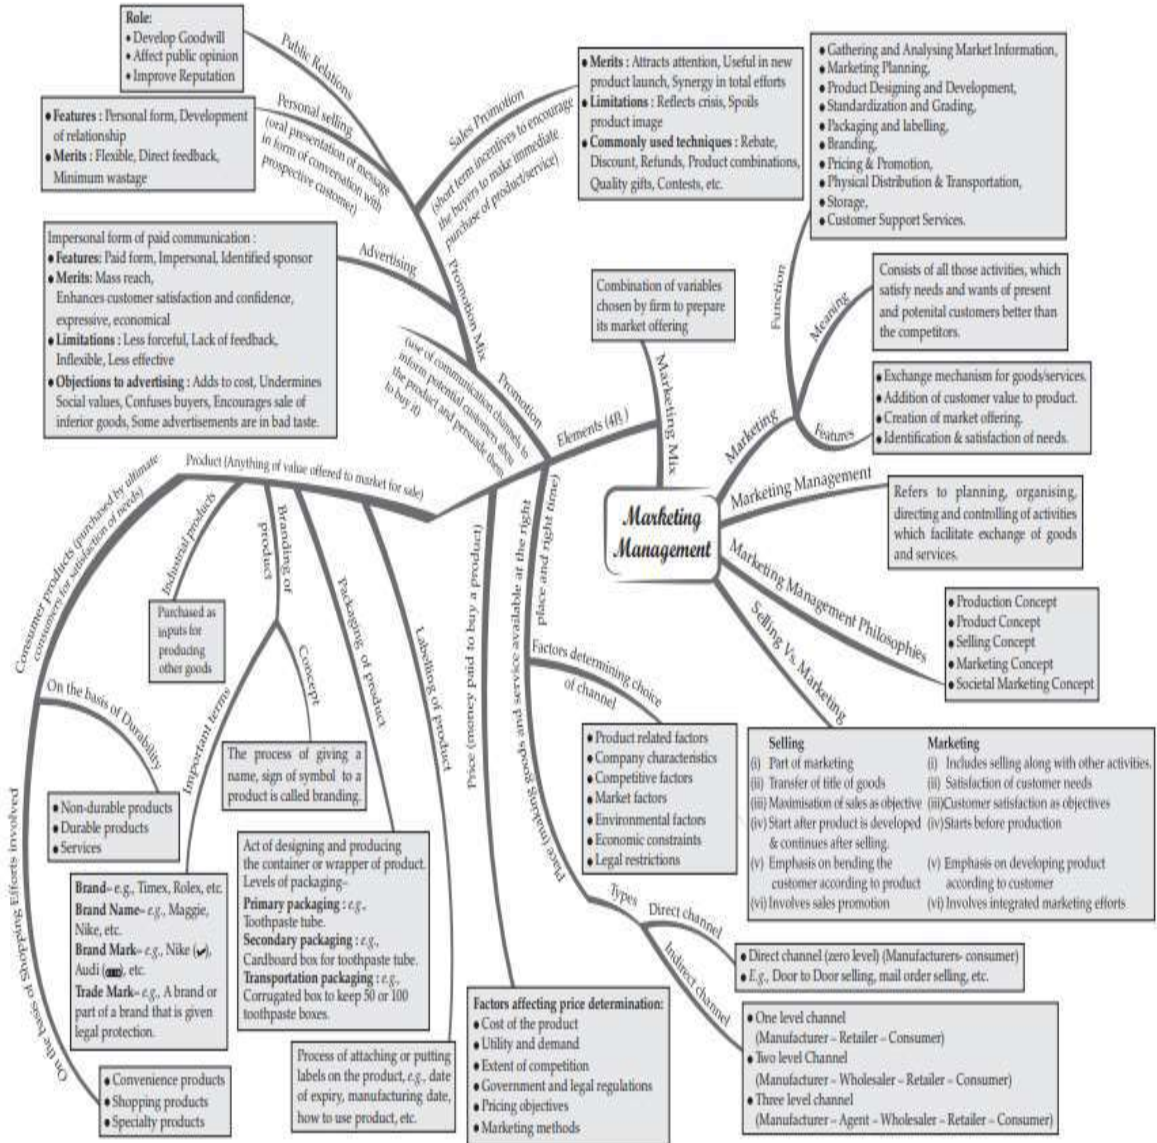 Role:
• Develop Goodwill
• Affect public opinion
• Improve Reputation
Public Relations
• Features : Personal form, Development
of relationship
• Merits : Flexible, Direct feedback,
Minimum wastage
Personal selling
(oral presentation of message
in form of conversation with
prospective customer)
Sales Promotion
(short term incentives to encourage
the buyers to make immediate
purchase of product/service)
• Merits : Attracts attention, Useful in new
product launch, Synergy in total efforts
• Limitations : Reflects crisis, Spoils
product image
• Commonly used techniques : Rebate,
Discount, Refunds, Product combinations,
Quality gifts, Contests, etc.
• Gathering and Analysing Market Information,
• Marketing Planning,
• Product Designing and Development,
• Standardization and Grading,
• Packaging and labelling,
• Branding,
• Pricing & Promotion,
• Physical Distribution & Transportation,
• Storage,
• Customer Support Services.
Function
Impersonal form of paid communication :
• Features: Paid form, Impersonal, Identified sponsor
• Merits: Mass reach,
Enhances customer satisfaction and confidence,
expressive, economical
• Limitations : Less forceful, Lack of feedback,
Inflexible, Less effective
• Objections to advertising : Adds to cost, Undermines
Social values, Confuses buyers, Encourages sale of
inferior goods, Some advertisements are in bad taste.
Advertising
Promotion Mix
Promotion
(use of communication channels to
inform potential customers abou
the product and persuade them
to buy it)
Combination of variables
chosen by firm to prepare
its market offering
Marketing Mix
Elements (4P,)
Meaning
Consists of all those activities, which
satisfy needs and wants of present
and potenital customers better than
the competitors.
Marketing
Features
• Exchange mechanism for goods/services.
• Addition of customer value to product.
• Creation of market offering.
• Identification & satisfaction of needs.
Marketing
Management
Marketing Management
Refers to planning, organising,
directing and controlling of activities
which facilitate exchange of goods
and services.
Marketing Management Philosophies
• Production Concept
• Product Concept
• Selling Concept
• Marketing Concept
• Societal Marketing Concept
Selling Vs. Marketing
Selling
(i) Part of marketing
(ii) Transfer of title of goods
(iii) Maximisation of sales as objective
(iv) Start after product is developed
& continues after selling.
(v) Emphasis on bending the
customer according to product
(vi) Involves sales promotion
Marketing
(i) Includes selling along with other activities.
(ii) Satisfaction of customer needs
(iii)Customer satisfaction as objectives
(iv)Starts before production
(v) Emphasis on developing product
according to customer
(vi) Involves integrated marketing efforts
Product (Anything of value offered to market for sale)
Consumer products (purchased by ultimate
consumers for satisfaction of needs)
On the basis of Durability
• Non-durable products
• Durable products
• Services
On the basis of Shopping Efforts involved
• Convenience products
• Shopping products
• Specialty products
Industrial products
Purchased as
inputs for
producing
other goods
Branding of
product
Concept
The process of giving a
name, sign of symbol to a
product is called branding.
Important terms
Brand– e.g., Timex, Rolex, etc.
Brand Name– e.g., Maggie,
Nike, etc.
Brand Mark– e.g., Nike (✔),
Audi ( ), etc.
Trade Mark– e.g., A brand or
part of a brand that is given
legal protection.
Packaging of product
Act of designing and producing
the container or wrapper of product.
Levels of packaging–
Primary packaging : e.g.,
Toothpaste tube.
Secondary packaging : e.g.,
Cardboard box for toothpaste tube.
Transportation packaging : e.g.,
Corrugated box to keep 50 or 100
toothpaste boxes.
Labelling of product
Process of attaching or putting
labels on the product, e.g., date
of expiry, manufacturing date,
how to use product, etc.
Price (money paid to buy a product)
Factors affecting price determination:
• Cost of the product
• Utility and demand
• Extent of competition
• Government and legal regulations
• Pricing objectives
• Marketing methods
Place (making goods and service available at the right
place and right time)
Factors determining choice
of channel
• Product related factors
• Company characteristics
• Competitive factors
• Market factors
• Environmental factors
• Economic constraints
• Legal restrictions
Types
Direct channel
• Direct channel (zero level) (Manufacturers- consumer)
• E.g., Door to Door selling, mail order selling, etc.
Indirect channel
• One level channel
(Manufacturer – Retailer – Consumer)
• Two level Channel
(Manufacturer – Wholesaler – Retailer – Consumer)
• Three level channel
(Manufacturer – Agent – Wholesaler – Retailer – Consumer)